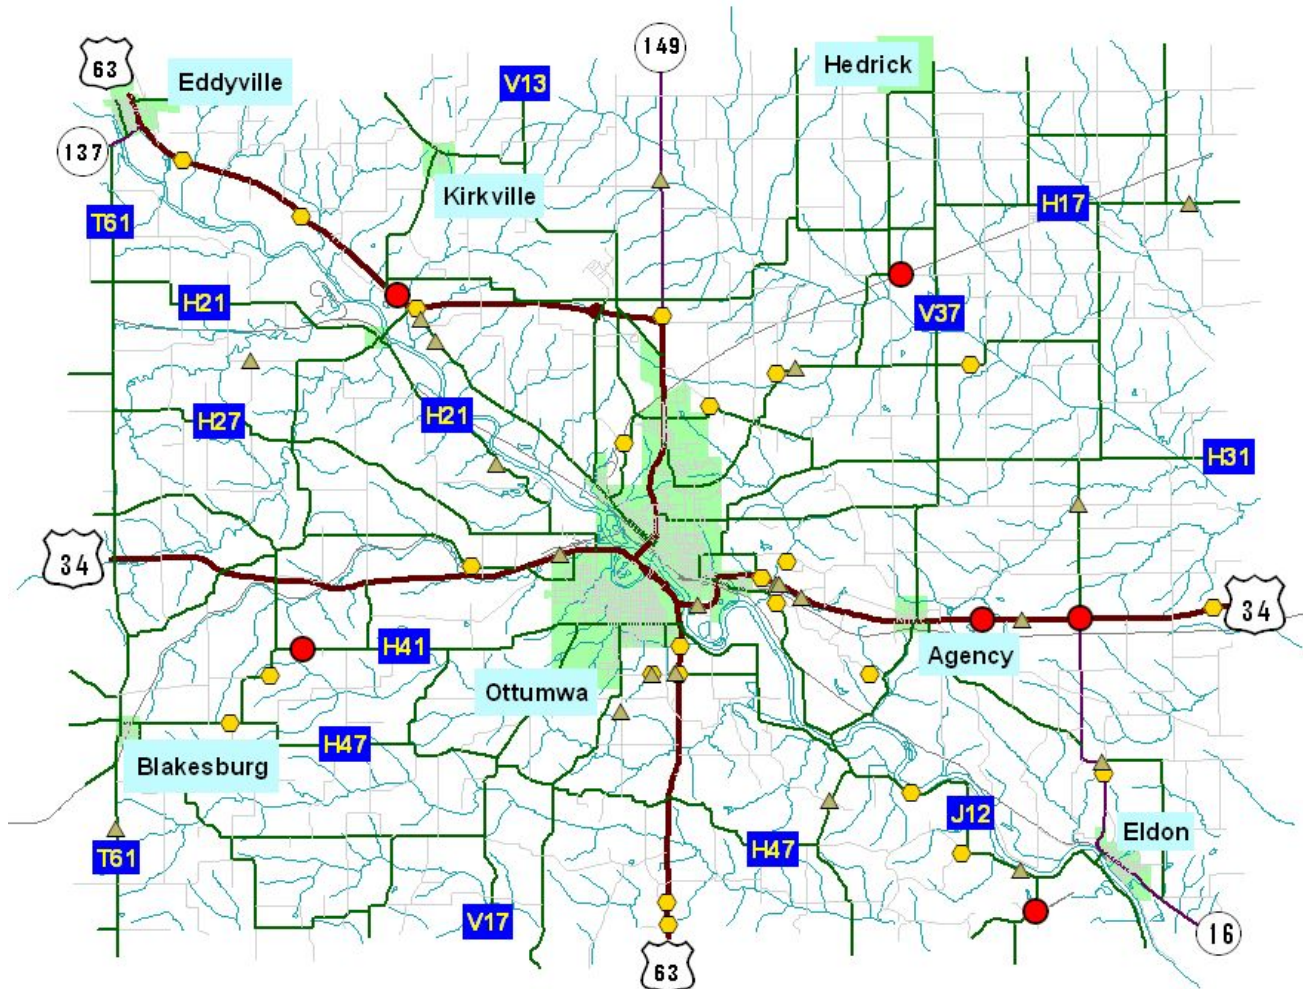 149
63
Hedrick
Eddyville
V13
137
Kirkville
H17
T61
H21
V37
H27
H21
H31
34
34
H41
Agency
Ottumwa
H47
Blakesburg
J12
Eldon
H47
T61
V17
16
63